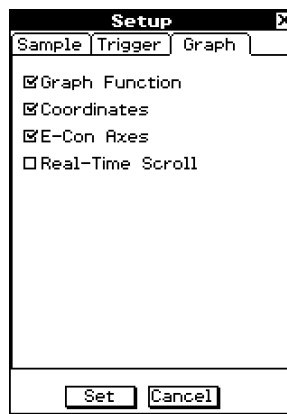 Setup
Sample Trigger Graph
Graph Function
Coordinates
E-Con Axes
Real-Time Scroll
Set Cancel